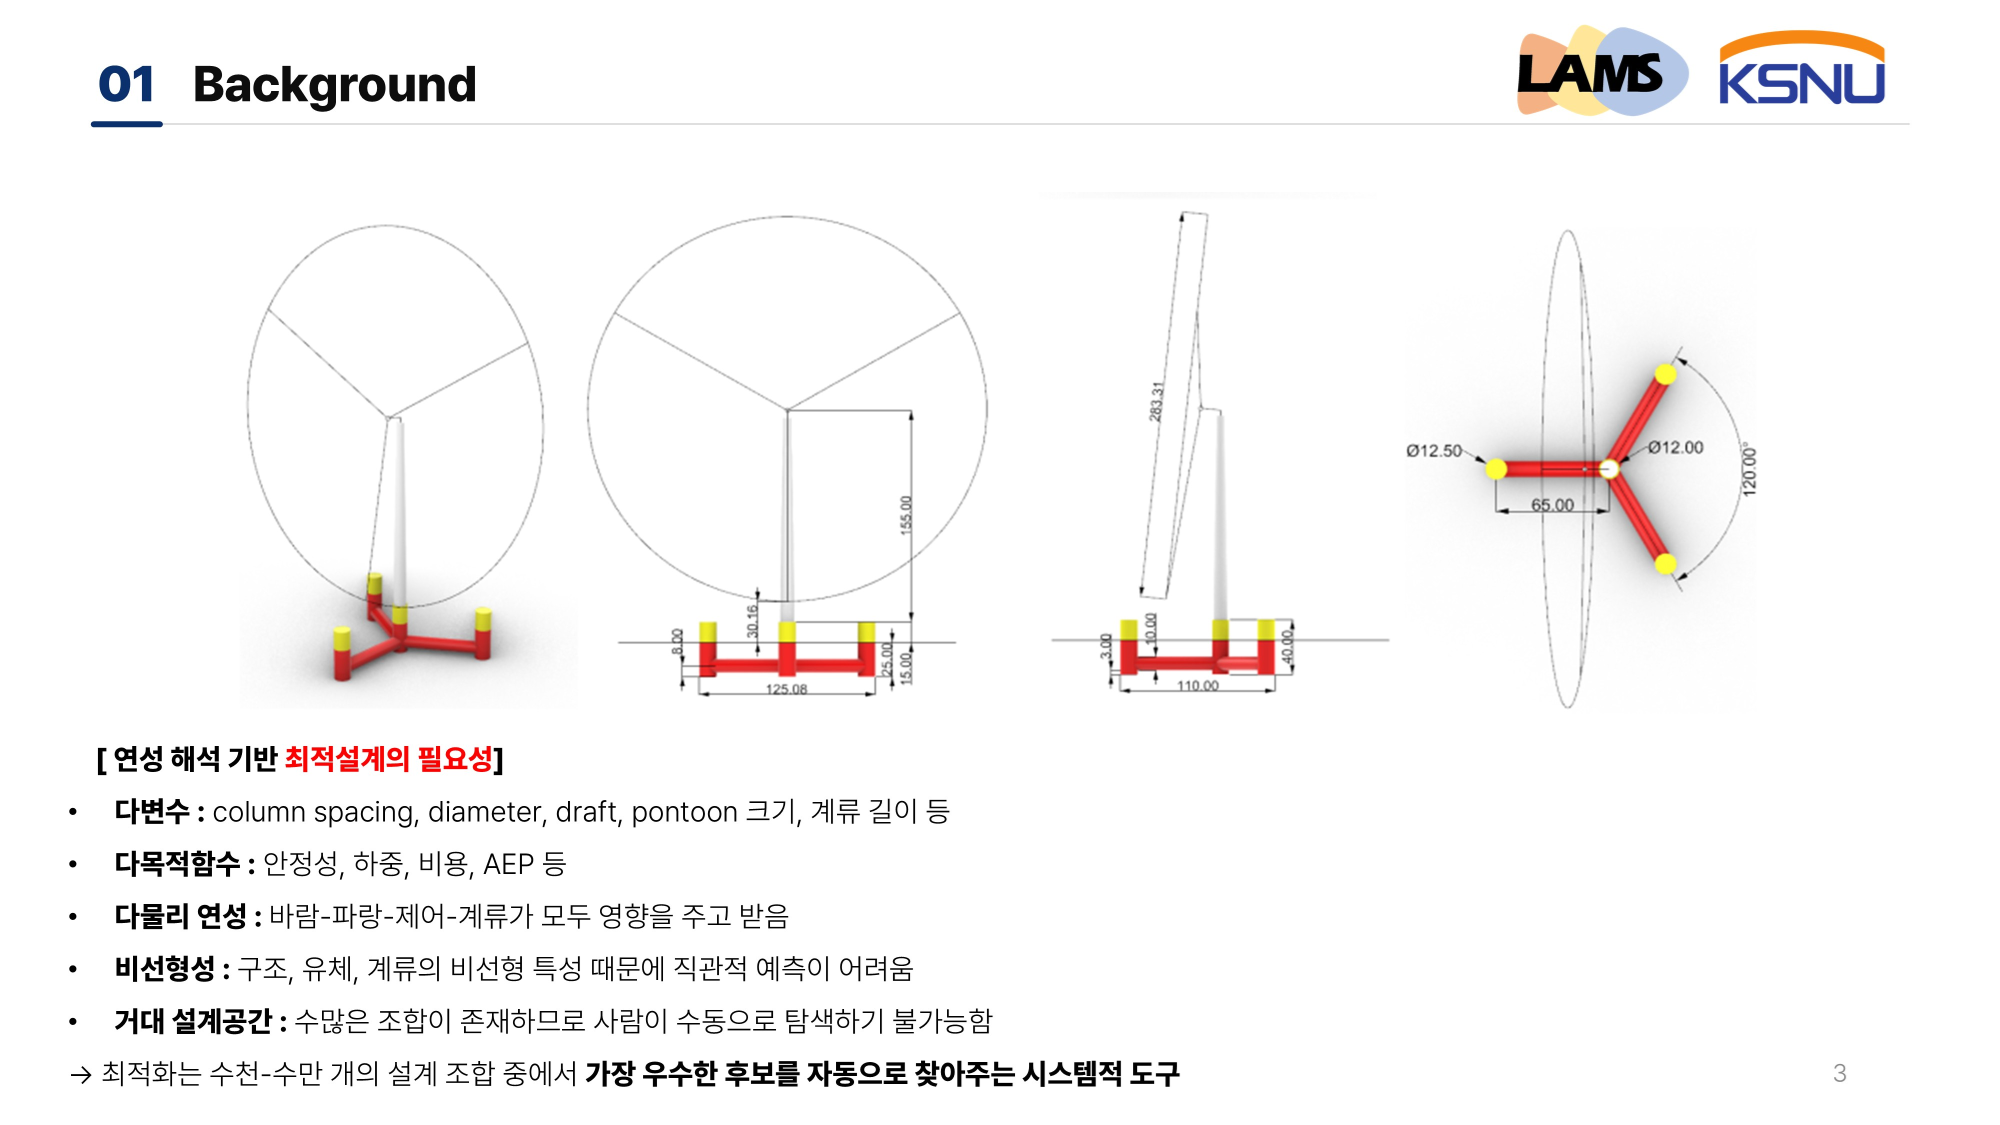 01 Background
LAMS KSNU
283.31
155.00
30.16
8.00
25.00
15.00
125.08
3.00
10.00
40.00
110.00
Ø12.50
Ø12.00
65.00
120.00°
[ 연성 해석 기반 최적설계의 필요성]
• 다변수 : column spacing, diameter, draft, pontoon 크기, 계류 길이 등
• 다목적함수 : 안정성, 하중, 비용, AEP 등
• 다물리 연성 : 바람-파랑-제어-계류가 모두 영향을 주고 받음
• 비선형성 : 구조, 유체, 계류의 비선형 특성 때문에 직관적 예측이 어려움
• 거대 설계공간 : 수많은 조합이 존재하므로 사람이 수동으로 탐색하기 불가능함
→ 최적화는 수천-수만 개의 설계 조합 중에서 가장 우수한 후보를 자동으로 찾아주는 시스템적 도구
3